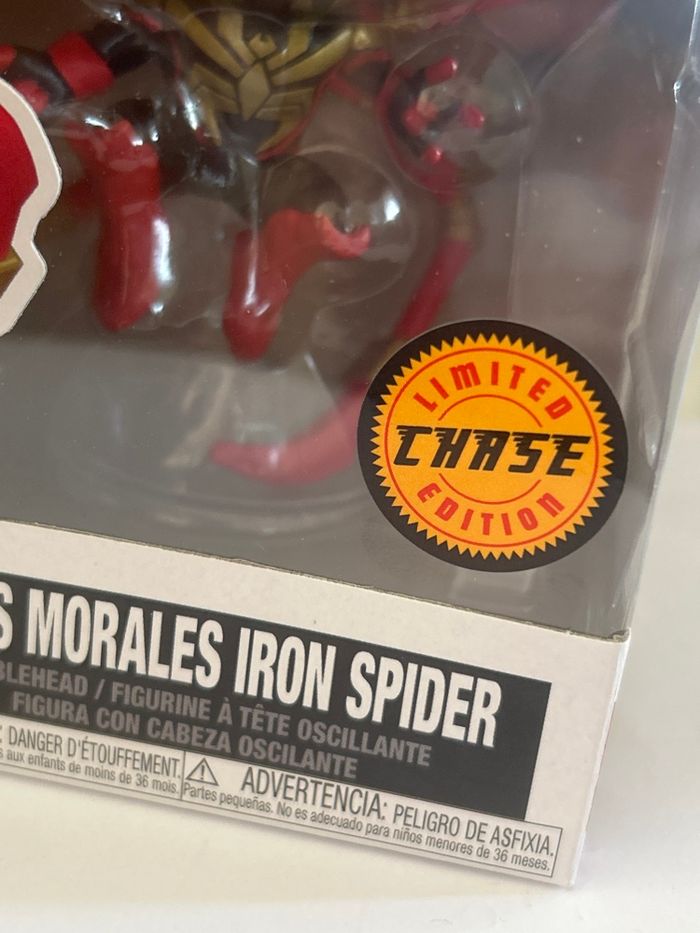 LIMITED
CHASE
EDITION
S MORALES IRON SPIDER
BLEHEAD / FIGURINE À TÊTE OSCILLANTE
FIGURA CON CABEZA OSCILANTE
: DANGER D'ÉTOUFFEMENT.
s aux enfants de moins de 36 mois.
ADVERTENCIA: PELIGRO DE ASFIXIA.
Partes pequeñas. No es adecuado para niños menores de 36 meses.